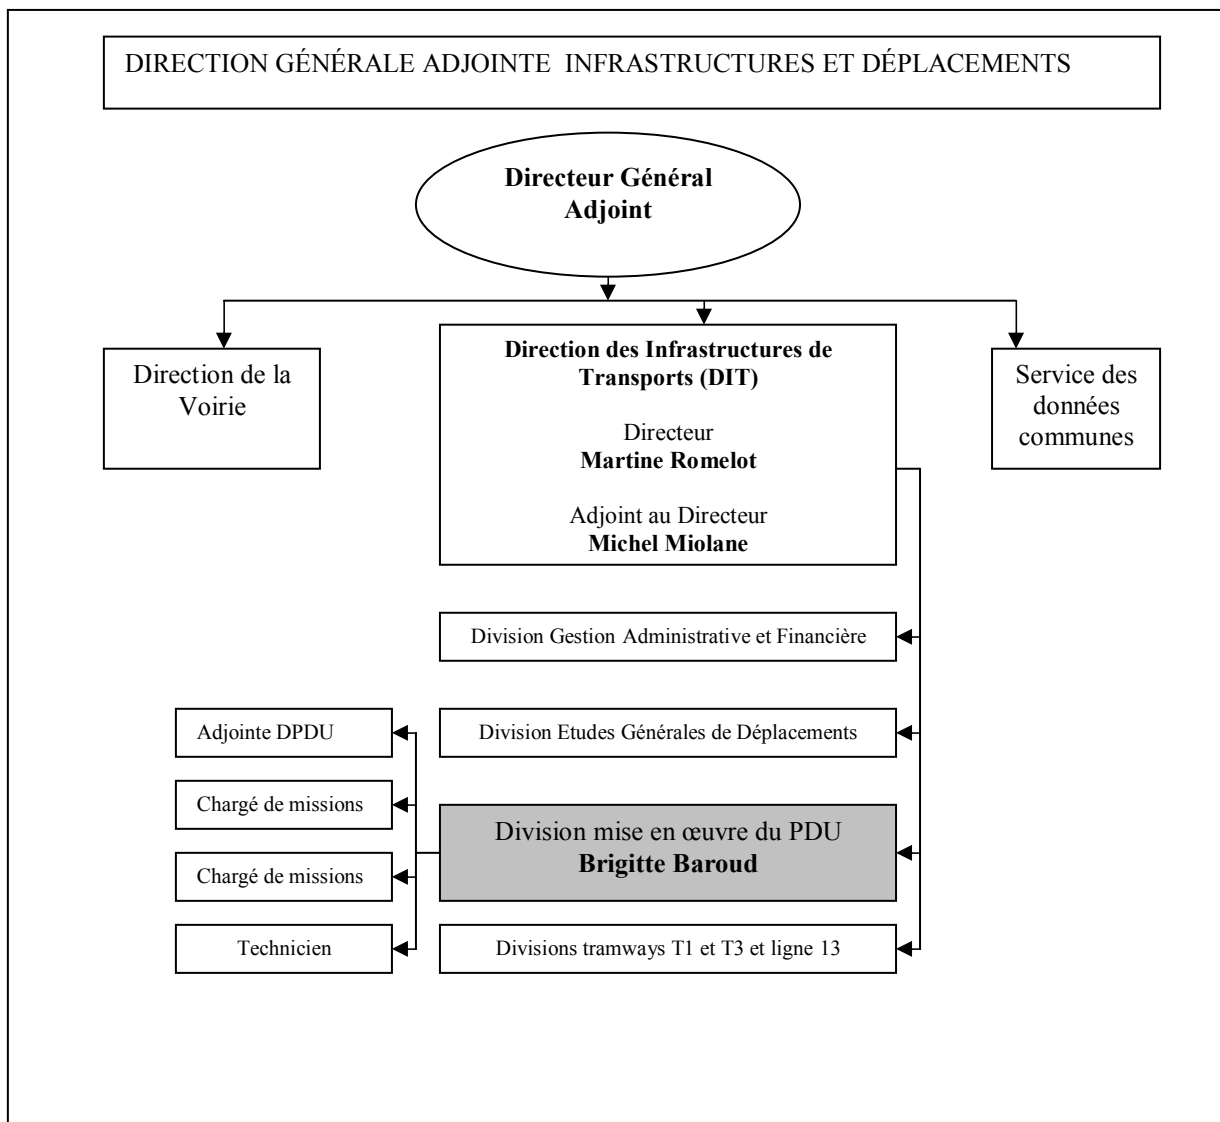 DIRECTION GÉNÉRALE ADJOINTE  INFRASTRUCTURES ET DÉPLACEMENTS
Directeur Général
Adjoint
Direction de la
Voirie
Direction des Infrastructures de
Transports (DIT)
Directeur
Martine Romelot
Adjoint au Directeur
Michel Miolane
Service des
données
communes
Division Gestion Administrative et Financière
Division Etudes Générales de Déplacements
Division mise en œuvre du PDU
Brigitte Baroud
Divisions tramways T1 et T3 et ligne 13
Adjointe DPDU
Chargé de missions
Chargé de missions
Technicien